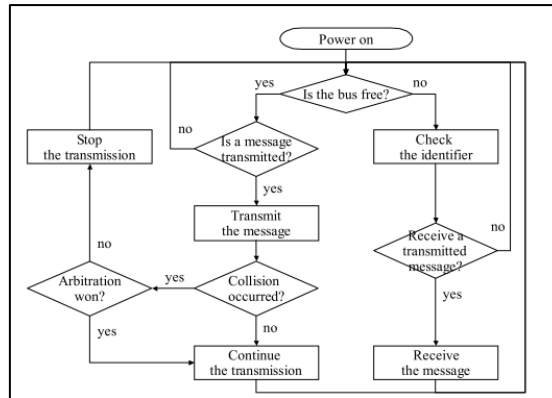 Power on
Is the bus free?
yes
no
Is a message
transmitted?
no
yes
Stop
the transmission
Check
the identifier
Transmit
the message
Receive a
transmitted
message?
no
yes
Arbitration
won?
no
yes
yes
Collision
occurred?
no
Continue
the transmission
Receive
the message